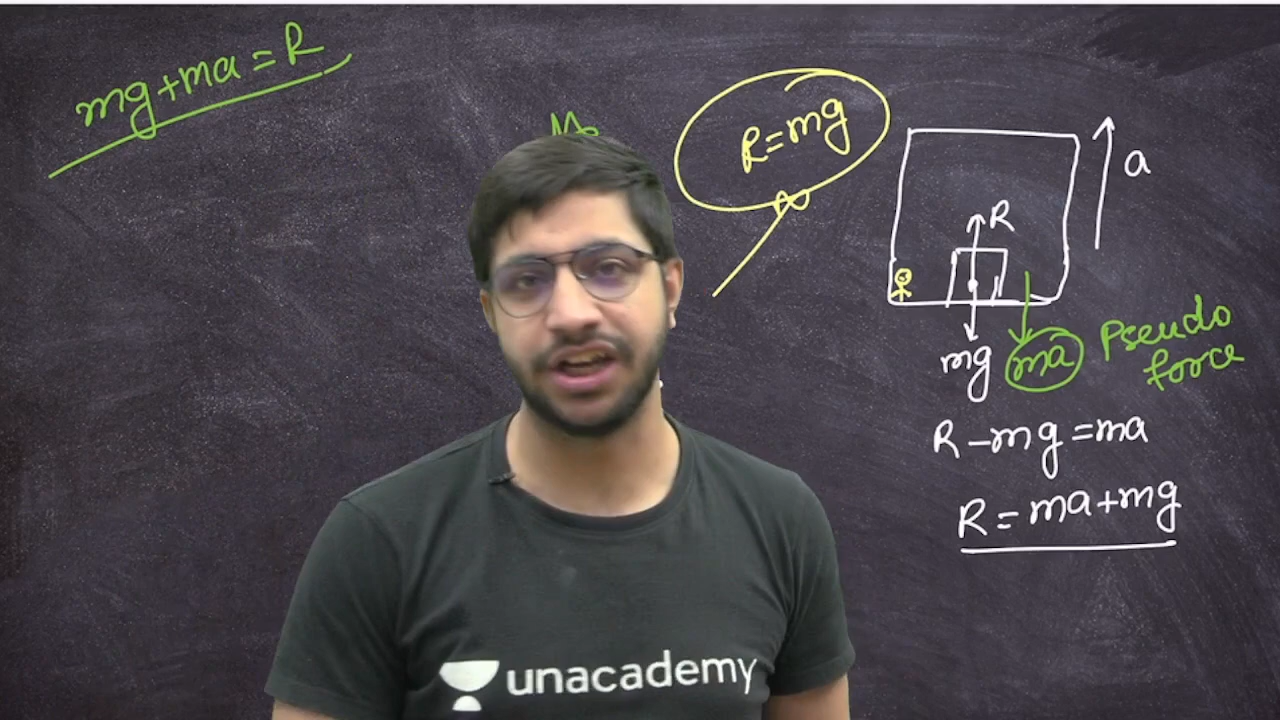 mg+ma=R
R=mg
a
R
mg ma Pseudo force
R-mg=ma
R=ma+mg
unacademy